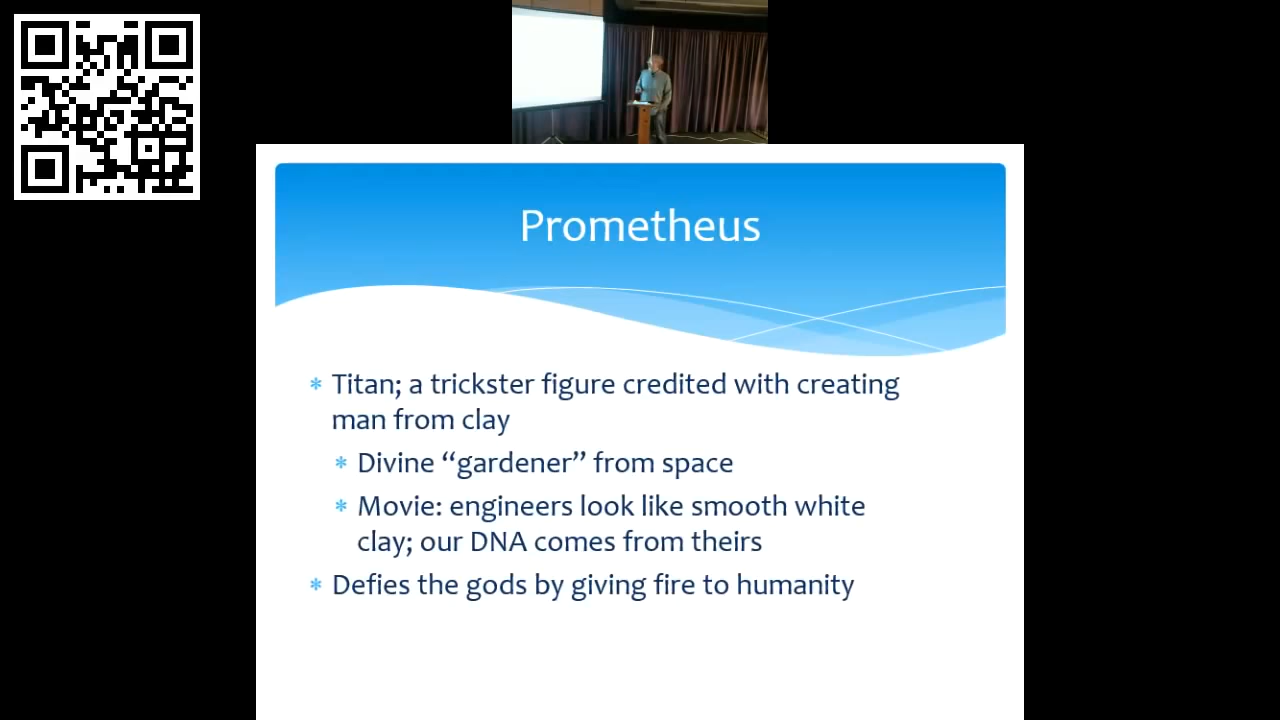 Prometheus
* Titan; a trickster figure credited with creating
man from clay
* Divine “gardener” from space
* Movie: engineers look like smooth white
clay; our DNA comes from theirs
* Defies the gods by giving fire to humanity